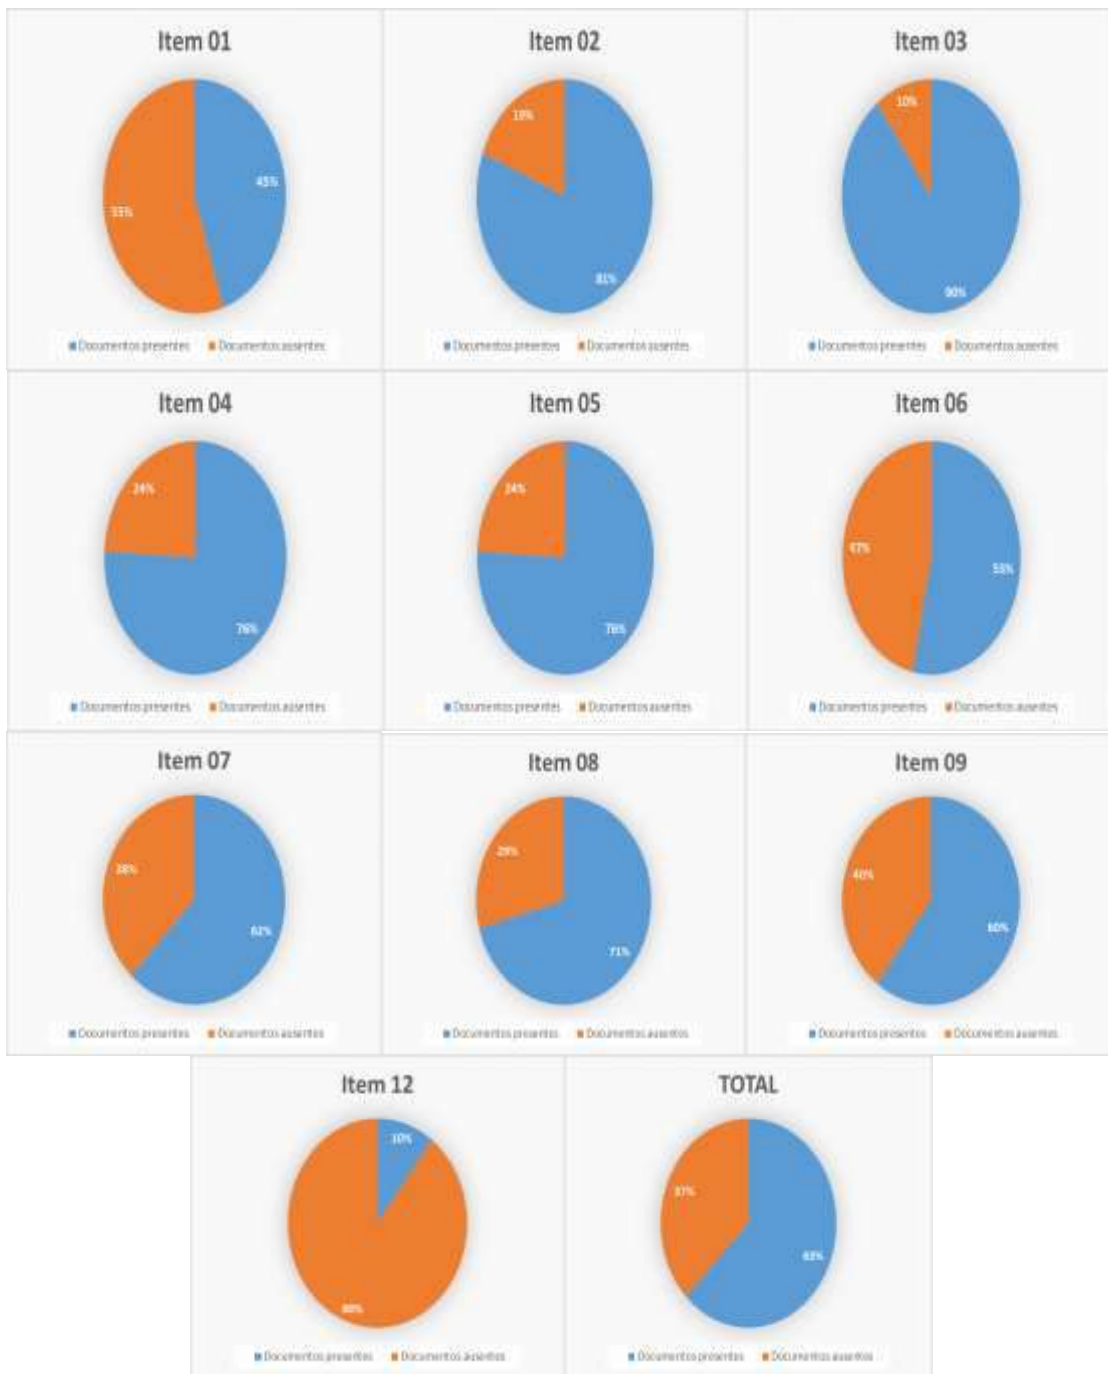 Item 01
45%
55%
Documentos presentes Documentos ausentes
Item 02
19%
81%
Documentos presentes Documentos ausentes
Item 03
10%
90%
Documentos presentes Documentos ausentes
Item 04
24%
76%
Documentos presentes Documentos ausentes
Item 05
24%
76%
Documentos presentes Documentos ausentes
Item 06
47%
53%
Documentos presentes Documentos ausentes
Item 07
38%
62%
Documentos presentes Documentos ausentes
Item 08
29%
71%
Documentos presentes Documentos ausentes
Item 09
40%
60%
Documentos presentes Documentos ausentes
Item 12
10%
90%
Documentos presentes Documentos ausentes
TOTAL
37%
63%
Documentos presentes Documentos ausentes